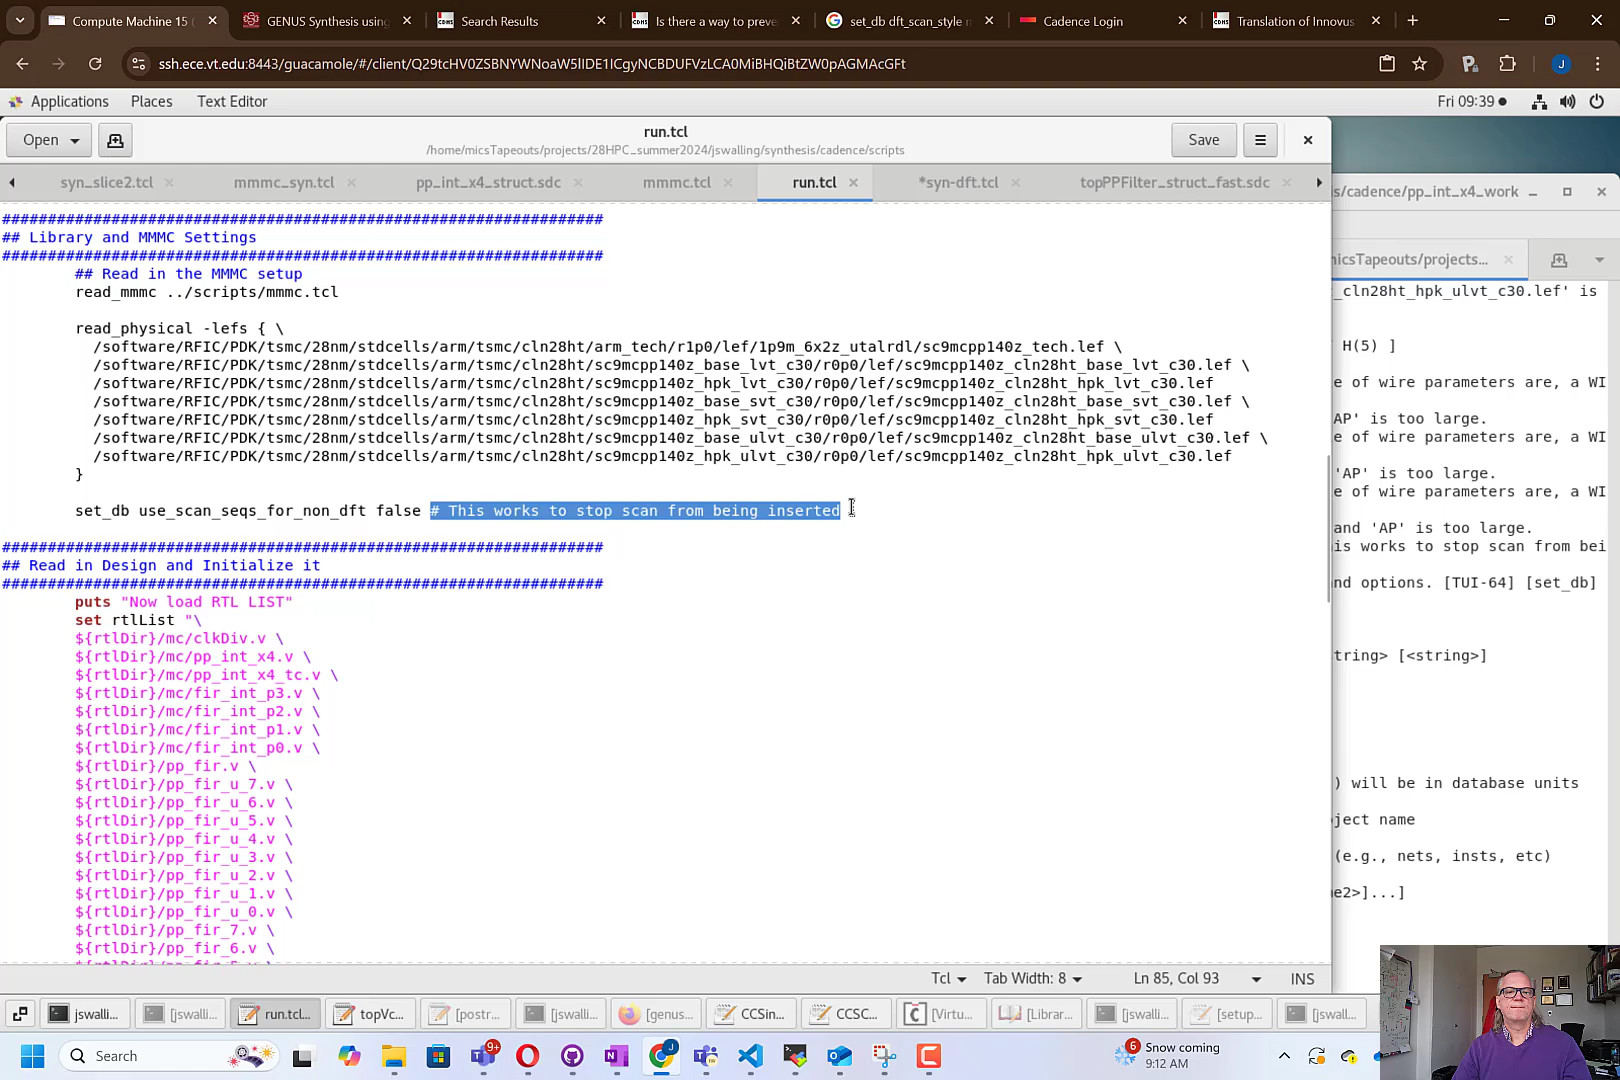 Compute Machine 15 (
GENUS Synthesis using
Search Results
Is there a way to preve
set_db dft_scan_style n
Cadence Login
Translation of Innovus
ssh.ece.vt.edu:8443/guacamole/#/client/Q29tcHV0ZSBNYWNoaW5lIDE1ICgyNCBDUFVzLCA0MiBHQiBtZW0pAGMAcGFt
Applications Places Text Editor
Fri 09:39
Open
run.tcl
/home/micsTapeouts/projects/28HPC_summer2024/jswalling/synthesis/cadence/scripts
Save
syn_slice2.tcl
mmmc_syn.tcl
pp_int_x4_struct.sdc
mmmc.tcl
run.tcl
*syn-dft.tcl
topPPFilter_struct_fast.sdc
##################################################################
## Library and MMMC Settings
##################################################################
## Read in the MMMC setup
read_mmmc ../scripts/mmmc.tcl
read_physical -lefs { \
/software/RFIC/PDK/tsmc/28nm/stdcells/arm/tsmc/cln28ht/arm_tech/r1p0/lef/1p9m_6x2z_utalrdl/sc9mcpp140z_tech.lef \
/software/RFIC/PDK/tsmc/28nm/stdcells/arm/tsmc/cln28ht/sc9mcpp140z_base_lvt_c30/r0p0/lef/sc9mcpp140z_cln28ht_base_lvt_c30.lef \
/software/RFIC/PDK/tsmc/28nm/stdcells/arm/tsmc/cln28ht/sc9mcpp140z_hpk_lvt_c30/r0p0/lef/sc9mcpp140z_cln28ht_hpk_lvt_c30.lef
/software/RFIC/PDK/tsmc/28nm/stdcells/arm/tsmc/cln28ht/sc9mcpp140z_base_svt_c30/r0p0/lef/sc9mcpp140z_cln28ht_base_svt_c30.lef \
/software/RFIC/PDK/tsmc/28nm/stdcells/arm/tsmc/cln28ht/sc9mcpp140z_hpk_svt_c30/r0p0/lef/sc9mcpp140z_cln28ht_hpk_svt_c30.lef
/software/RFIC/PDK/tsmc/28nm/stdcells/arm/tsmc/cln28ht/sc9mcpp140z_base_ulvt_c30/r0p0/lef/sc9mcpp140z_cln28ht_base_ulvt_c30.lef \
/software/RFIC/PDK/tsmc/28nm/stdcells/arm/tsmc/cln28ht/sc9mcpp140z_hpk_ulvt_c30/r0p0/lef/sc9mcpp140z_cln28ht_hpk_ulvt_c30.lef
}
set_db use_scan_seqs_for_non_dft false # This works to stop scan from being inserted
##################################################################
## Read in Design and Initialize it
##################################################################
puts "Now load RTL LIST"
set rtlList "\
${rtlDir}/mc/clkDiv.v \
${rtlDir}/mc/pp_int_x4.v \
${rtlDir}/mc/pp_int_x4_tc.v \
${rtlDir}/mc/fir_int_p3.v \
${rtlDir}/mc/fir_int_p2.v \
${rtlDir}/mc/fir_int_p1.v \
${rtlDir}/mc/fir_int_p0.v \
${rtlDir}/pp_fir.v \
${rtlDir}/pp_fir_u_7.v \
${rtlDir}/pp_fir_u_6.v \
${rtlDir}/pp_fir_u_5.v \
${rtlDir}/pp_fir_u_4.v \
${rtlDir}/pp_fir_u_3.v \
${rtlDir}/pp_fir_u_2.v \
${rtlDir}/pp_fir_u_1.v \
${rtlDir}/pp_fir_u_0.v \
${rtlDir}/pp_fir_7.v \
${rtlDir}/pp_fir_6.v \
s/cadence/pp_int_x4_work
micsTapeouts/projects...
_cln28ht_hpk_ulvt_c30.lef' is
H(5) ]
e of wire parameters are, a WI
AP' is too large.
e of wire parameters are, a WI
'AP' is too large.
e of wire parameters are, a WI
and 'AP' is too large.
is works to stop scan from bei
nd options. [TUI-64] [set_db]
tring> [<string>]
) will be in database units
bject name
(e.g., nets, insts, etc)
me2>]...]
Tcl
Tab Width: 8
Ln 85, Col 93
INS
jswalli...
[jswalli...
run.tcl...
topVc...
[postr...
[jswalli...
[genus...
CCSin...
CCSC...
[Virtu...
[Librar...
[jswalli...
[setup...
[jswall...
Search
9+
6
Snow coming
9:12 AM